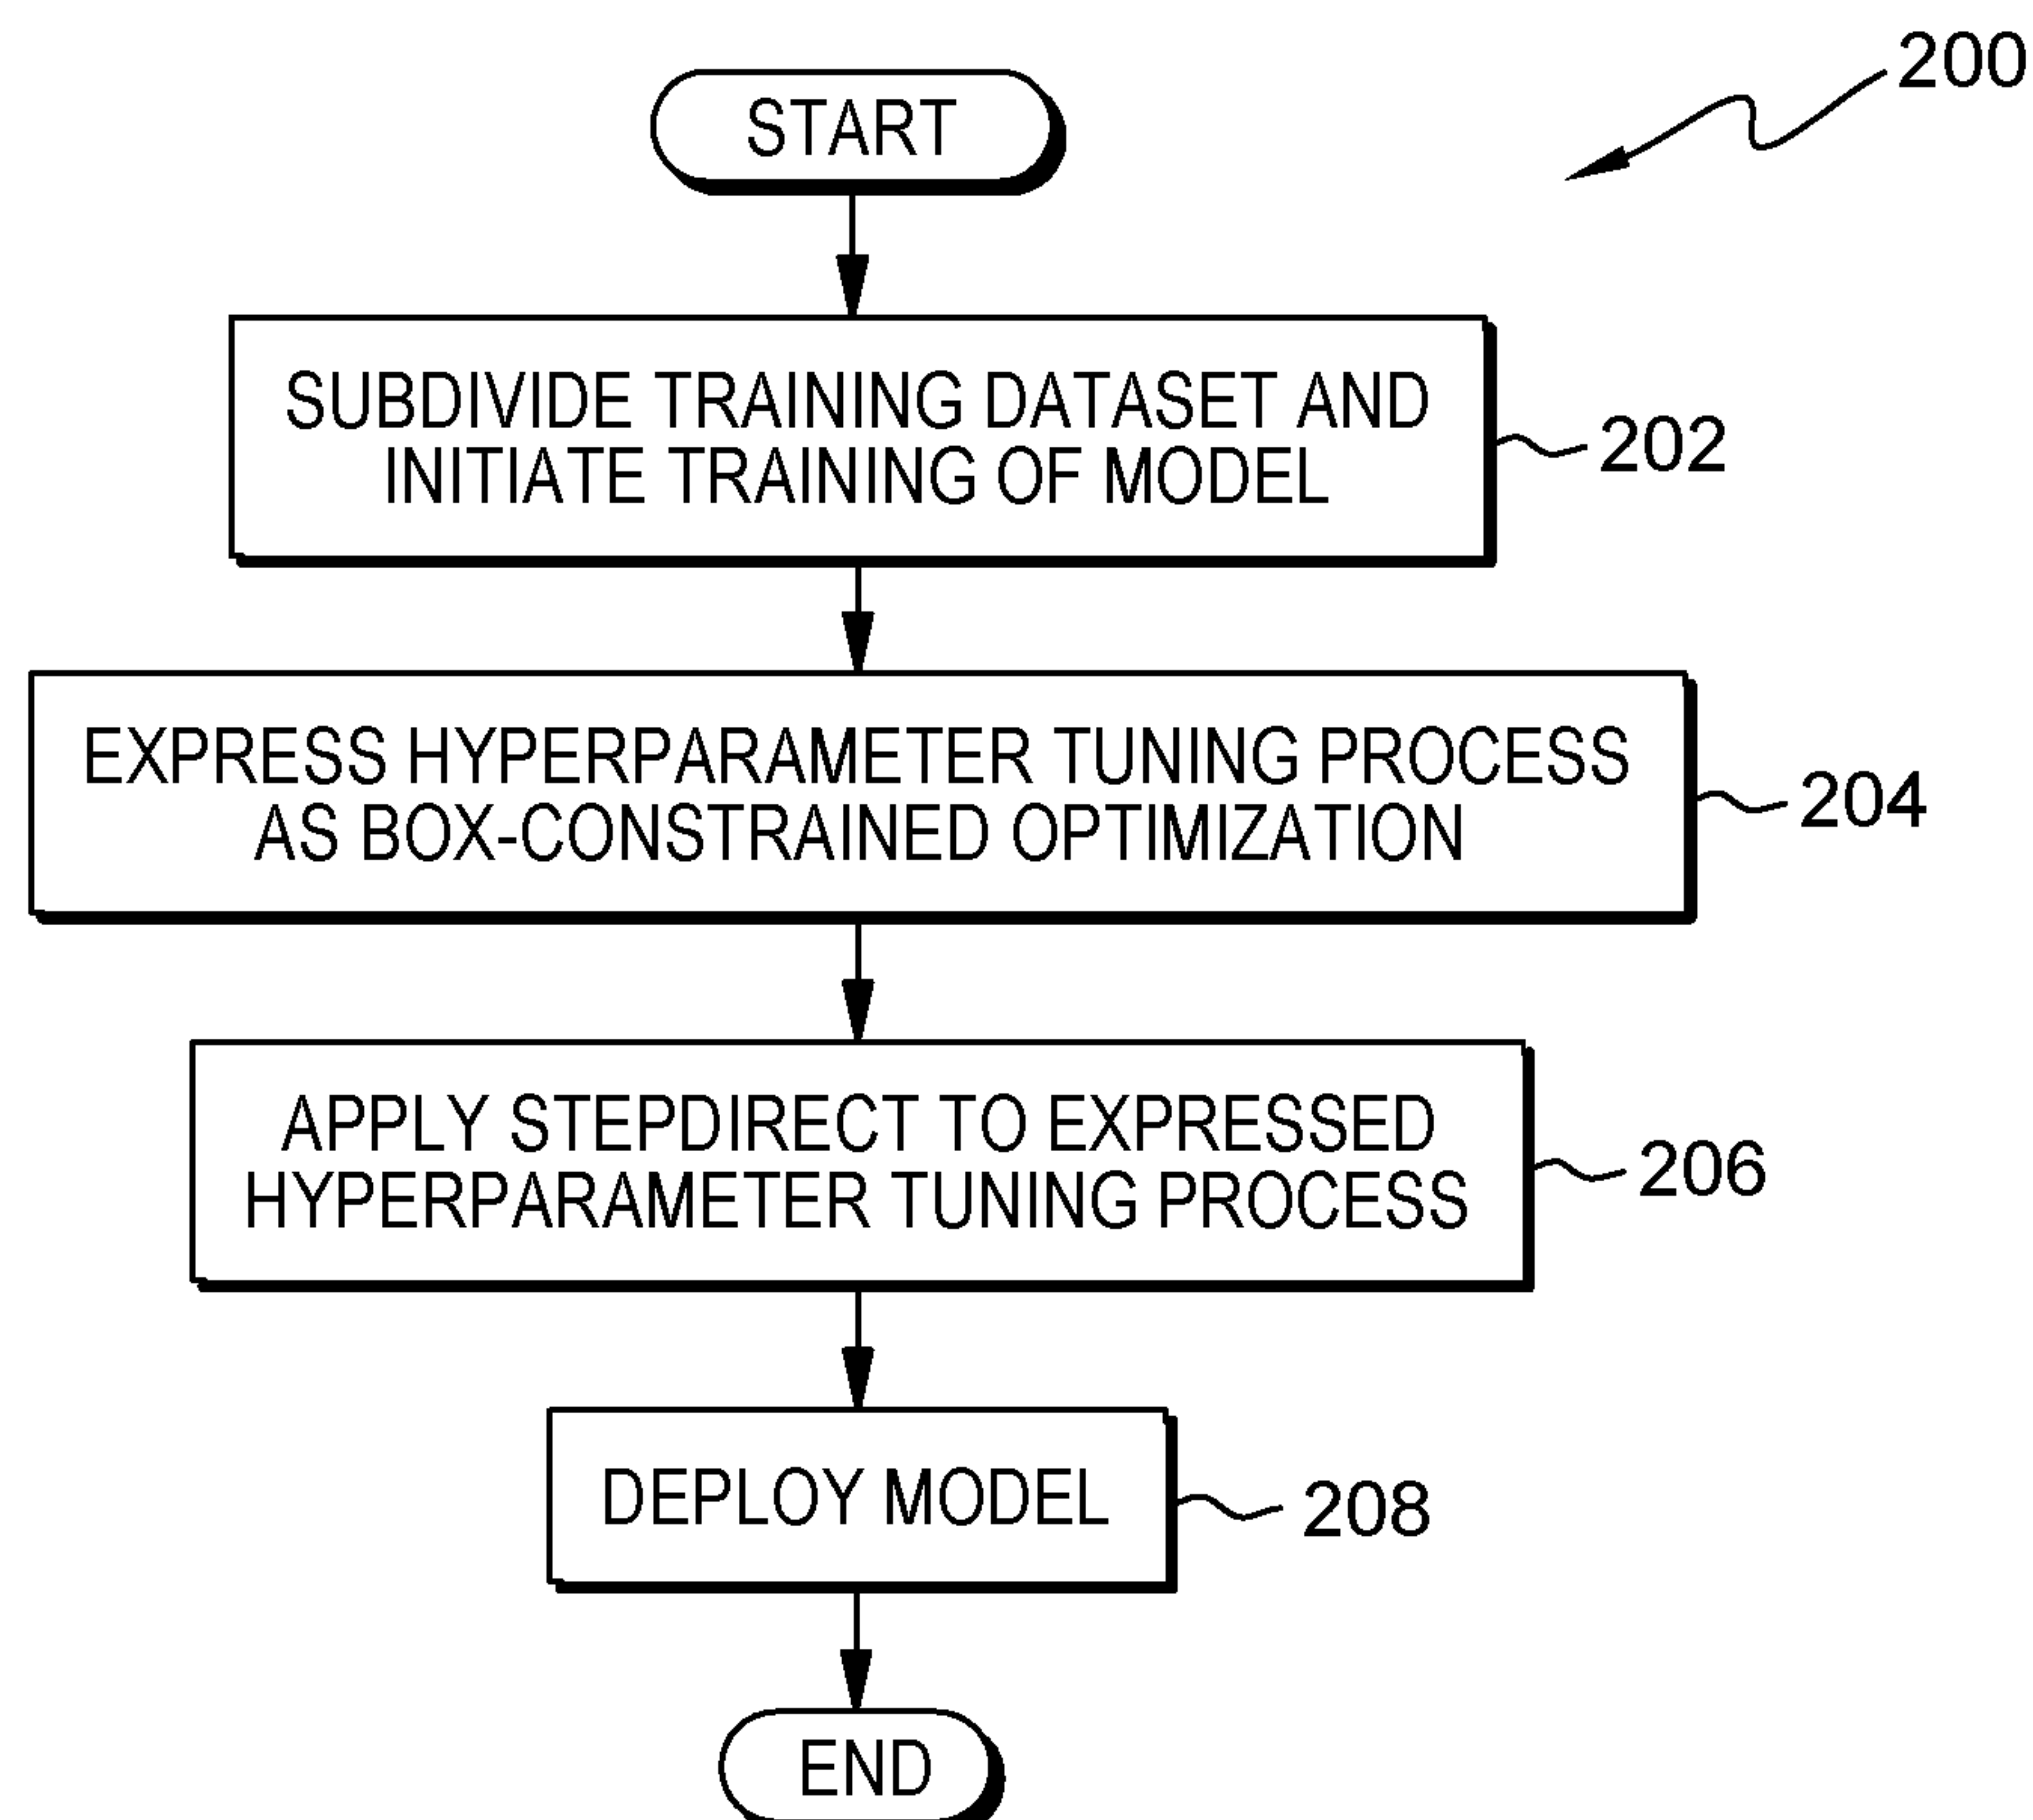 200
START
SUBDIVIDE TRAINING DATASET AND
INITIATE TRAINING OF MODEL
202
EXPRESS HYPERPARAMETER TUNING PROCESS
AS BOX-CONSTRAINED OPTIMIZATION
204
APPLY STEPDIRECT TO EXPRESSED
HYPERPARAMETER TUNING PROCESS
206
DEPLOY MODEL
208
END